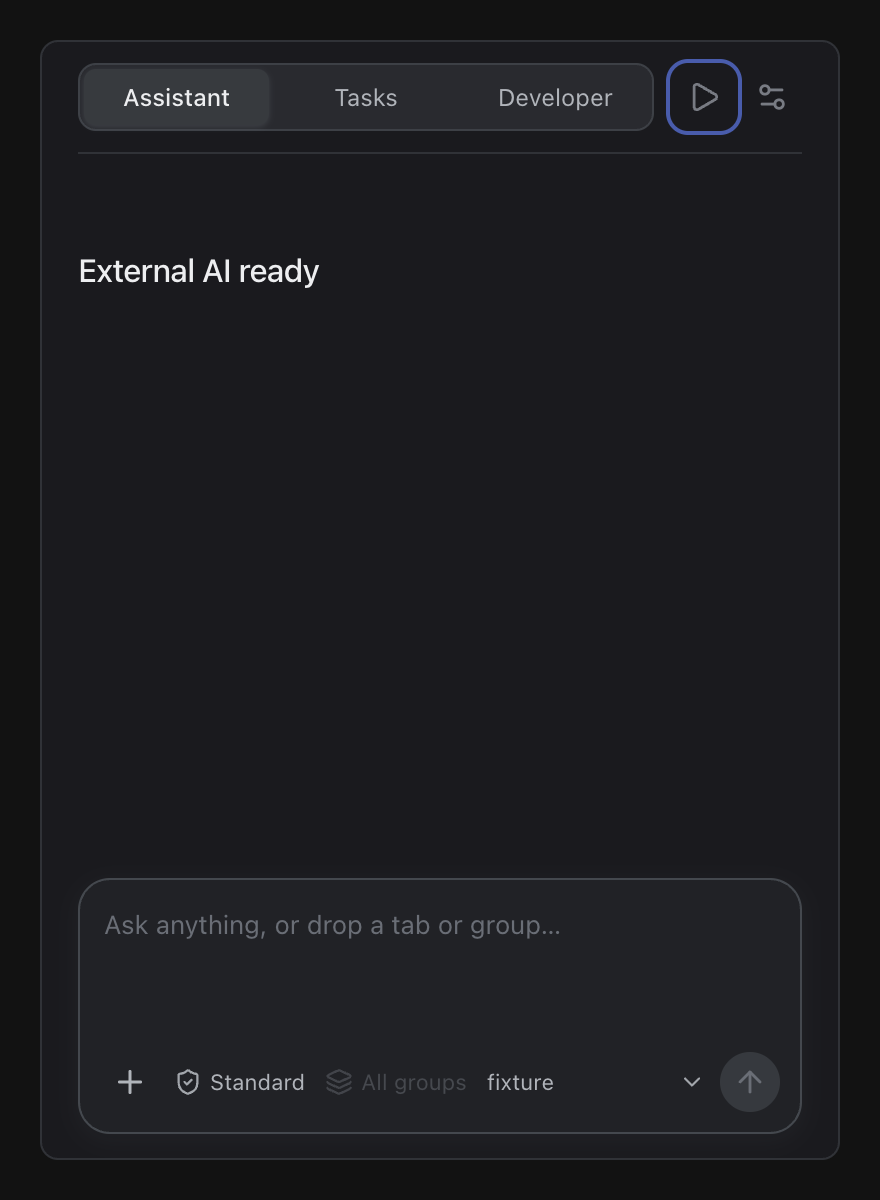 Assistant Tasks Developer
External AI ready
Ask anything, or drop a tab or group...
Standard All groups fixture